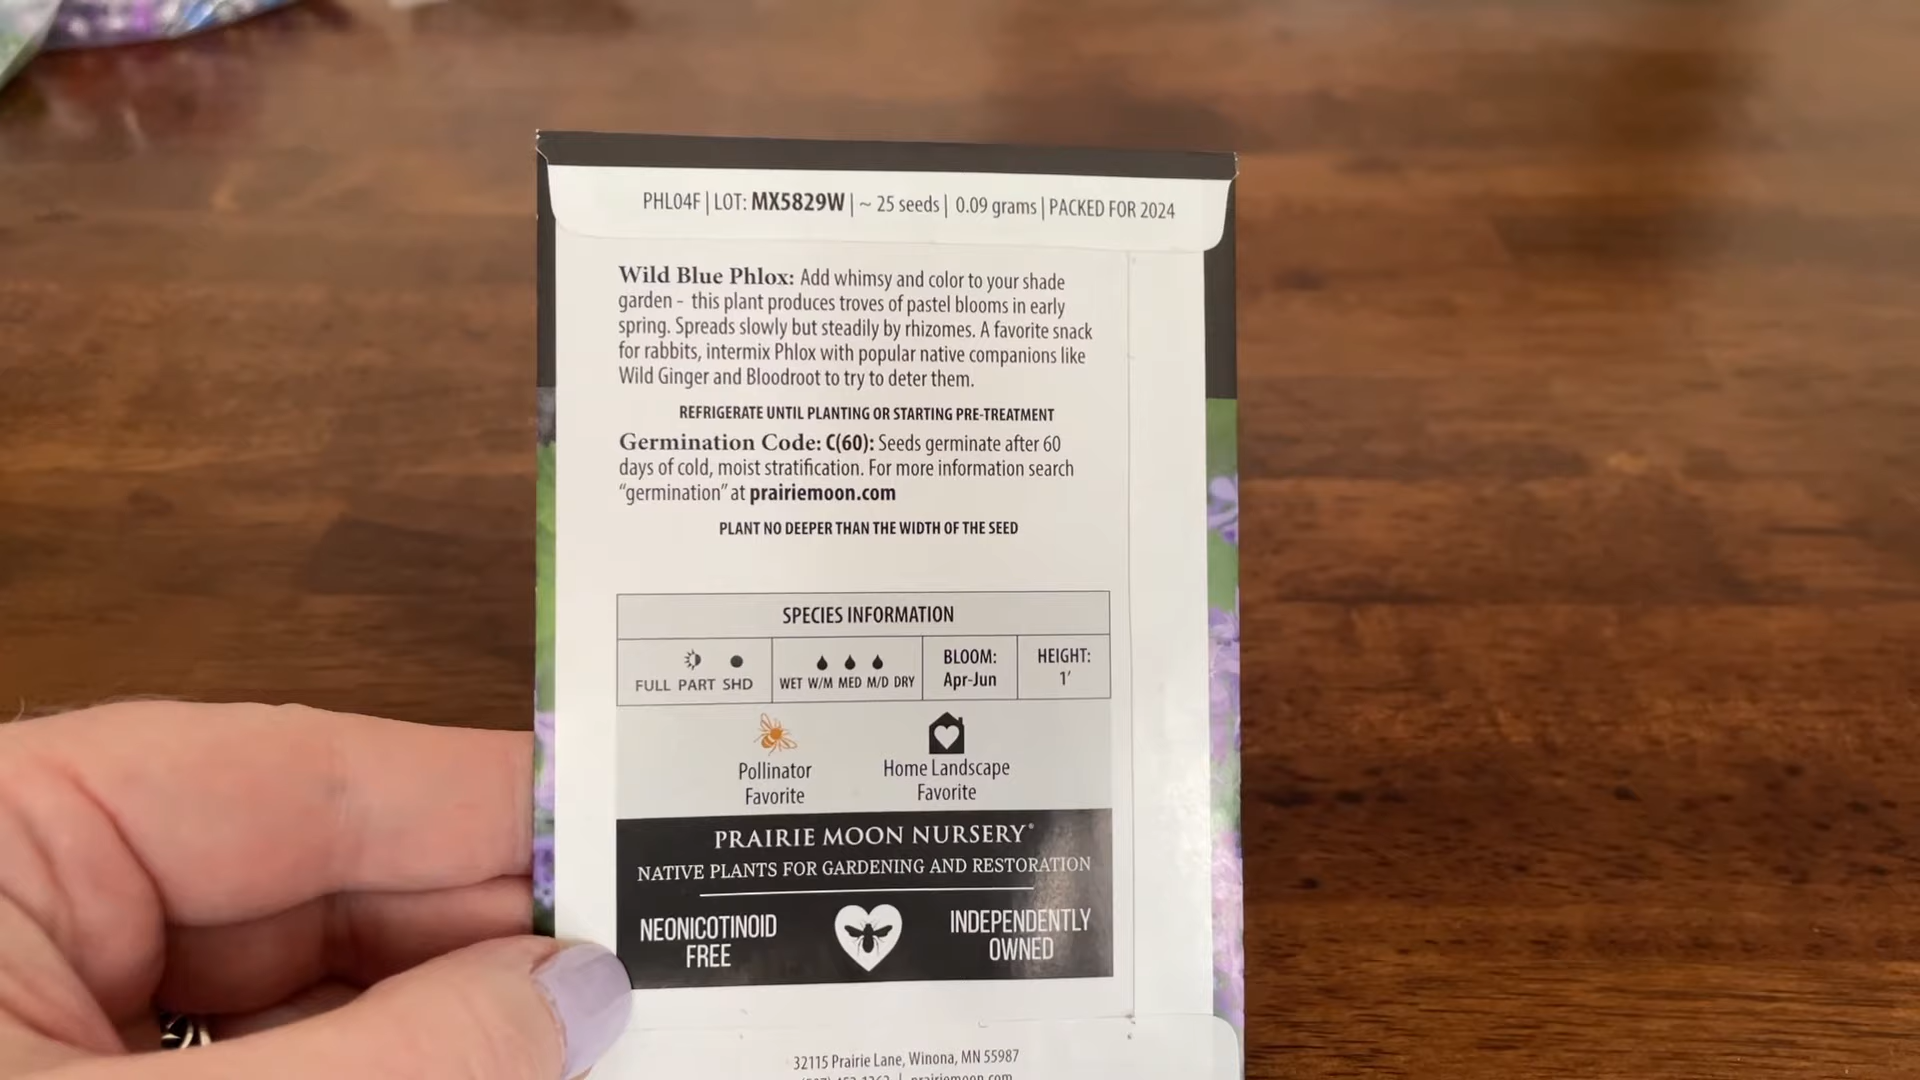 PHL04F | LOT: MX5829W | ~ 25 seeds | 0.09 grams | PACKED FOR 2024
Wild Blue Phlox: Add whimsy and color to your shade
garden - this plant produces troves of pastel blooms in early
spring. Spreads slowly but steadily by rhizomes. A favorite snack
for rabbits, intermix Phlox with popular native companions like
Wild Ginger and Bloodroot to try to deter them.
REFRIGERATE UNTIL PLANTING OR STARTING PRE-TREATMENT
Germination Code: C(60): Seeds germinate after 60
days of cold, moist stratification. For more information search
“germination” at prairiemoon.com
PLANT NO DEEPER THAN THE WIDTH OF THE SEED
SPECIES INFORMATION
FULL PART SHD
WET W/M MED M/D DRY
BLOOM:
Apr-Jun
HEIGHT:
1’
Pollinator
Favorite
Home Landscape
Favorite
PRAIRIE MOON NURSERY®
NATIVE PLANTS FOR GARDENING AND RESTORATION
NEONICOTINOID
FREE
INDEPENDENTLY
OWNED
32115 Prairie Lane, Winona, MN 55987
| prairiemoon.com